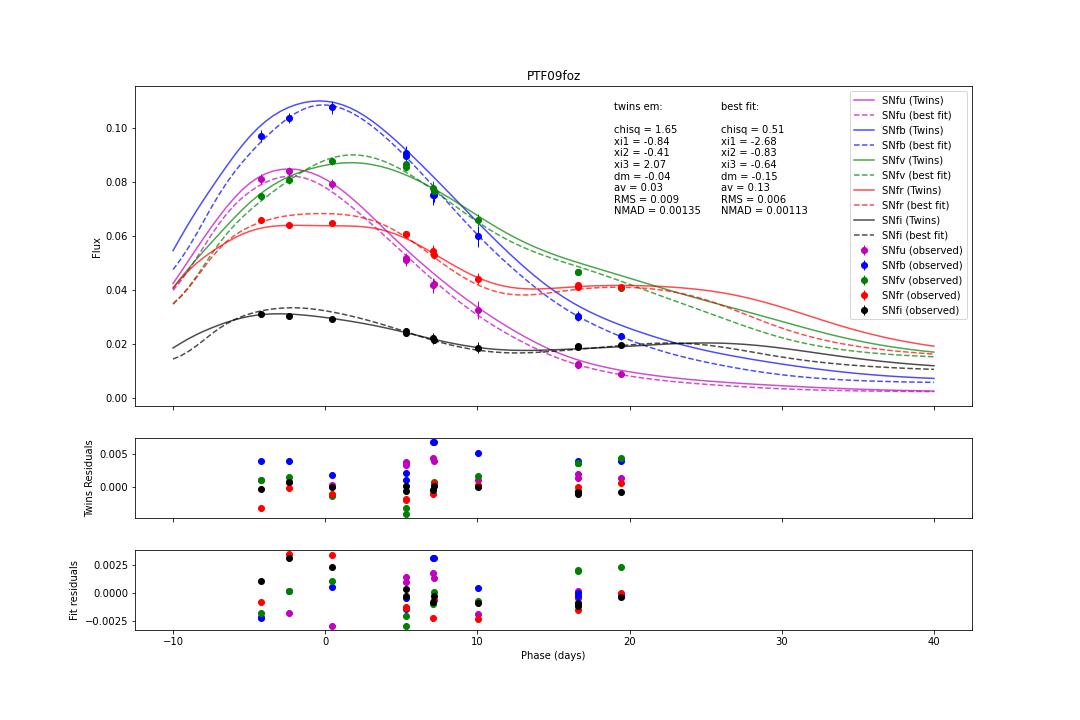 PTF09foz
Flux
0.10
0.08
0.06
0.04
0.02
0.00
twins em: best fit:
chisq = 1.65 chisq = 0.51
xi1 = -0.84 xi1 = -2.68
xi2 = -0.41 xi2 = -0.83
xi3 = 2.07 xi3 = -0.64
dm = -0.04 dm = -0.15
av = 0.03 av = 0.13
RMS = 0.009 RMS = 0.006
NMAD = 0.00135 NMAD = 0.00113
SNfu (Twins)
SNfu (best fit)
SNfb (Twins)
SNfb (best fit)
SNfv (Twins)
SNfv (best fit)
SNfr (Twins)
SNfr (best fit)
SNfi (Twins)
SNfi (best fit)
SNfu (observed)
SNfb (observed)
SNfv (observed)
SNfr (observed)
SNfi (observed)
Twins Residuals
0.005
0.000
Fit residuals
0.0025
0.0000
−0.0025
−10 0 10 20 30 40
Phase (days)